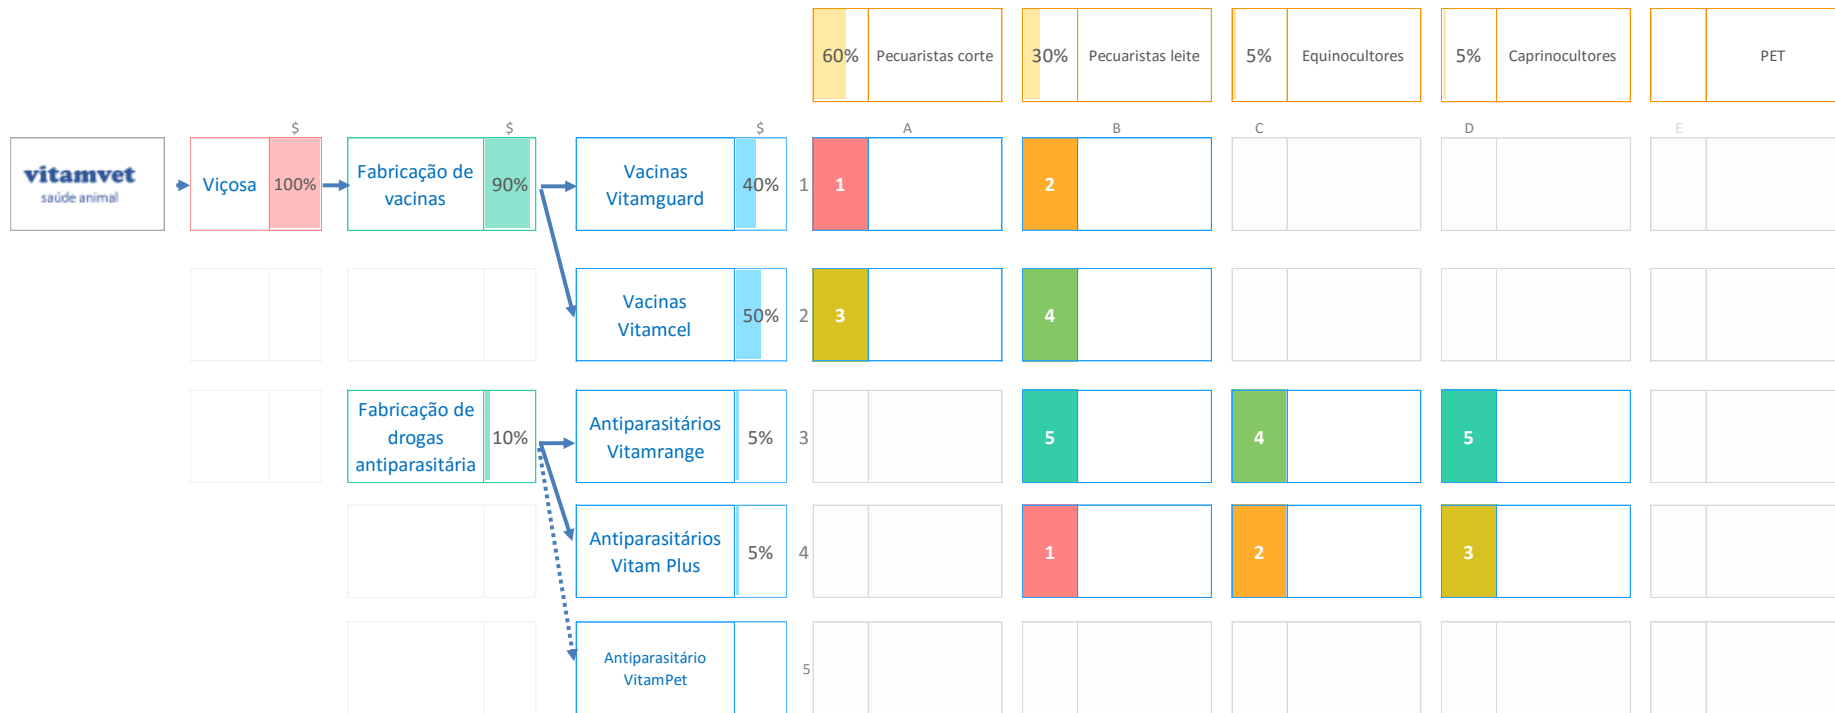 60% Pecuaristas corte 30% Pecuaristas leite 5% Equinocultores 5% Caprinocultores PET
$ $ $ A B C D E
vitamvet
saúde animal
Viçosa 100%
Fabricação de
vacinas
90%
Vacinas
Vitamguard
40%
1 1 2
Vacinas
Vitamcel
50%
2 3 4
Fabricação de
drogas
antiparasitária
10%
Antiparasitários
Vitamrange
5%
3 5 4 5
Antiparasitários
Vitam Plus
5%
4 1 2 3
Antiparasitário
VitamPet
5